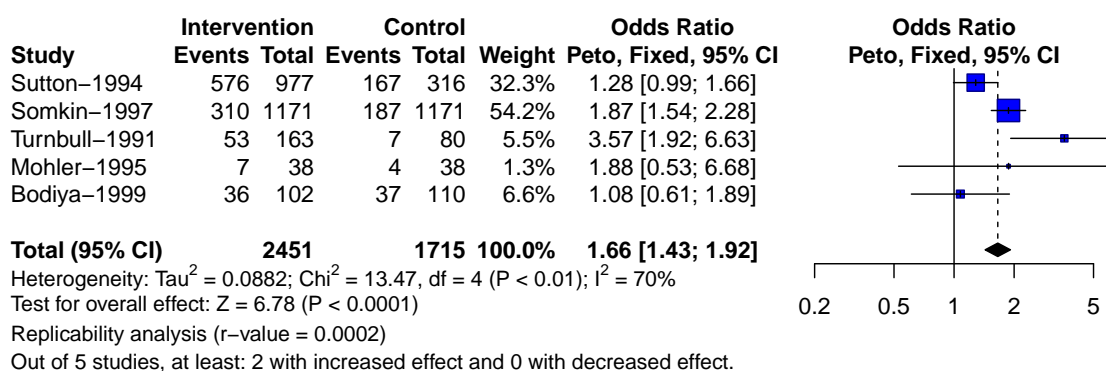 Intervention Control Odds Ratio Odds Ratio
Study Events Total Events Total Weight Peto, Fixed, 95% CI Peto, Fixed, 95% CI
Sutton−1994 576 977 167 316 32.3% 1.28 [0.99; 1.66]
Somkin−1997 310 1171 187 1171 54.2% 1.87 [1.54; 2.28]
Turnbull−1991 53 163 7 80 5.5% 3.57 [1.92; 6.63]
Mohler−1995 7 38 4 38 1.3% 1.88 [0.53; 6.68]
Bodiya−1999 36 102 37 110 6.6% 1.08 [0.61; 1.89]
Total (95% CI) 2451 1715 100.0% 1.66 [1.43; 1.92]
Heterogeneity: Tau² = 0.0882; Chi² = 13.47, df = 4 (P < 0.01); I² = 70%
Test for overall effect: Z = 6.78 (P < 0.0001)
0.2 0.5 1 2 5
Replicability analysis (r−value = 0.0002)
Out of 5 studies, at least: 2 with increased effect and 0 with decreased effect.